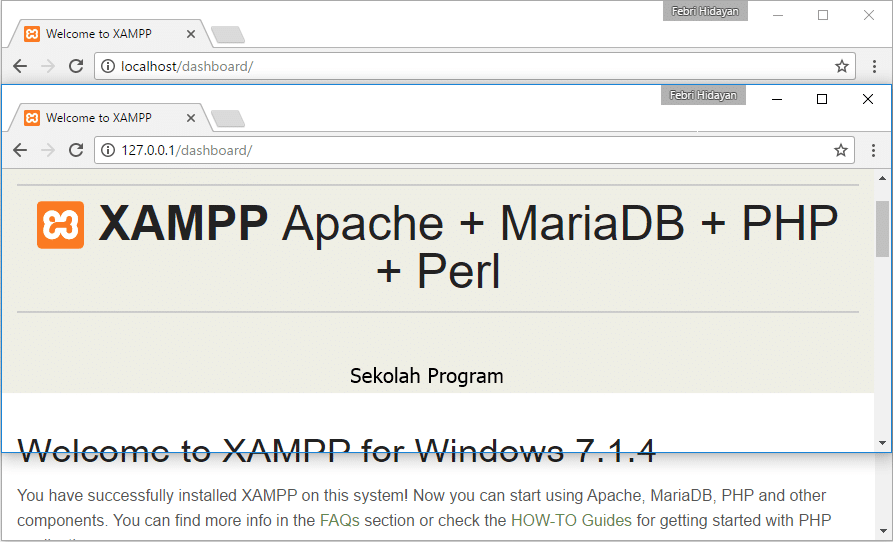 Febri Hidayan
Welcome to XAMPP
localhost/dashboard/
Febri Hidayan
Welcome to XAMPP
127.0.0.1/dashboard/
XAMPP Apache + MariaDB + PHP
+ Perl
Sekolah Program
Welcome to XAMPP for Windows 7.1.4
You have successfully installed XAMPP on this system! Now you can start using Apache, MariaDB, PHP and other
components. You can find more info in the FAQs section or check the HOW-TO Guides for getting started with PHP